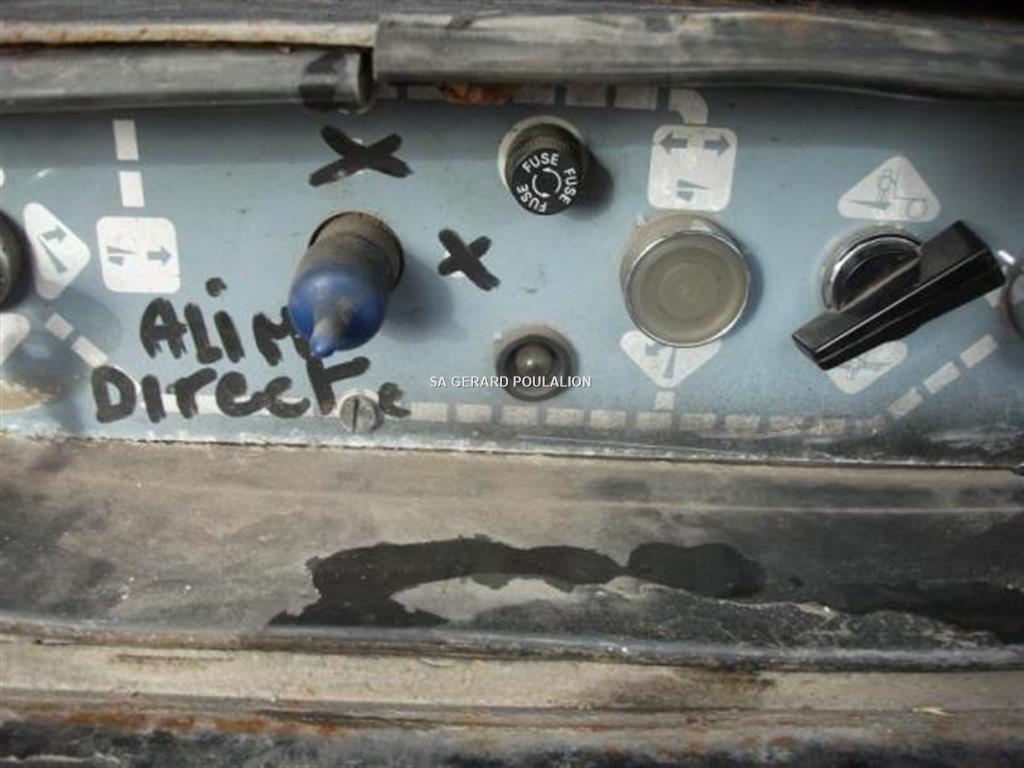 FUSE FUSE FUSE
ALiM
DIRECT e
SA GERARD POULALION